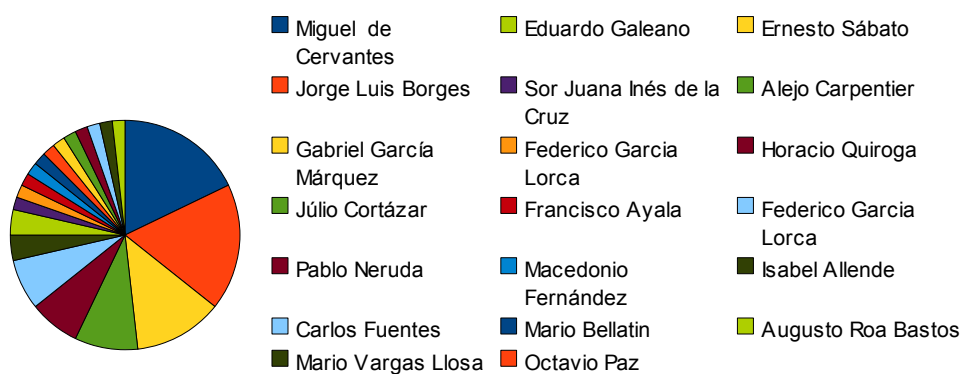 Miguel de
Cervantes
Jorge Luis Borges
Gabriel García
Márquez
Júlio Cortázar
Pablo Neruda
Carlos Fuentes
Mario Vargas Llosa
Eduardo Galeano
Sor Juana Inés de la
Cruz
Federico Garcia
Lorca
Francisco Ayala
Macedonio
Fernández
Mario Bellatin
Octavio Paz
Ernesto Sábato
Alejo Carpentier
Horacio Quiroga
Federico Garcia
Lorca
Isabel Allende
Augusto Roa Bastos